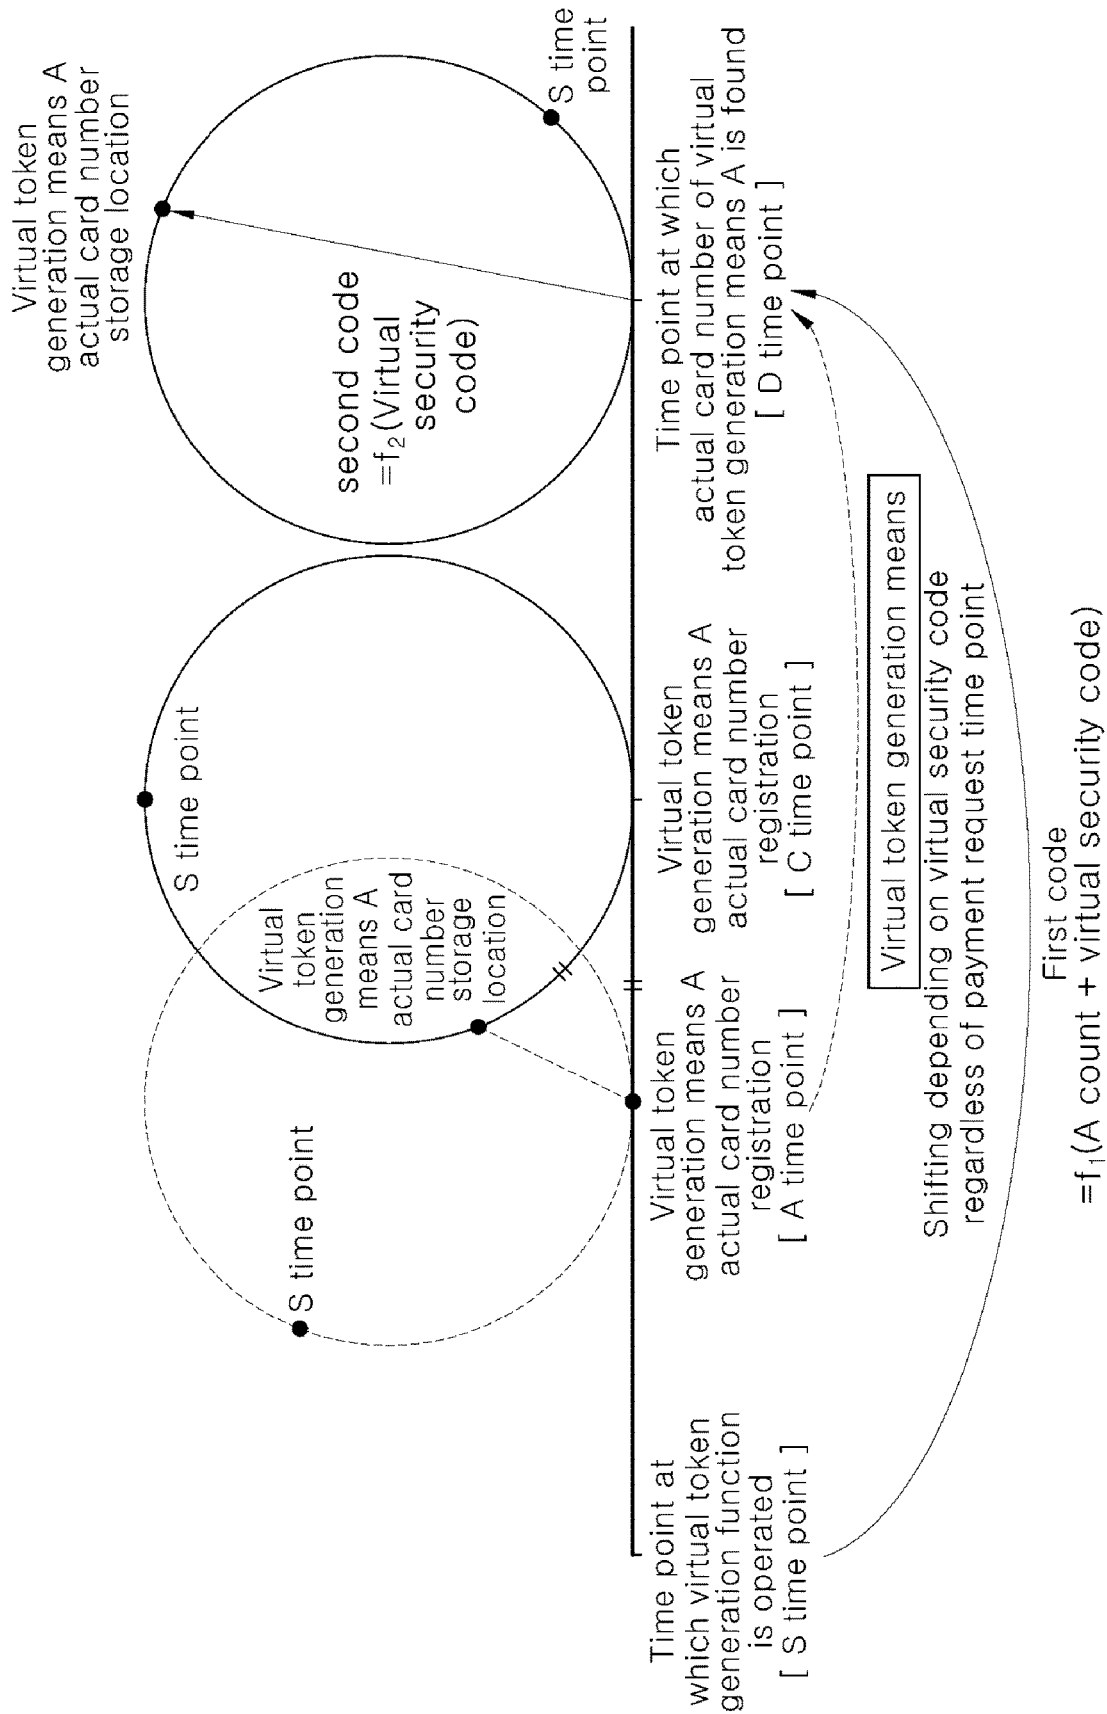 Virtual token
generation means A
actual card number
storage location
S time
point
second code
=f2(Virtual
security
code)
S time point
Virtual
token
generation
means A
actual card
number
storage
location
S time point
Time point at
which virtual token
generation function
is operated
[ S time point ]
Virtual token
generation means A
actual card number
registration
[ A time point ]
Virtual token
generation means A
actual card number
registration
[ C time point ]
Time point at which
actual card number of virtual
token generation means A is found
[ D time point ]
Virtual token generation means
Shifting depending on virtual security code
regardless of payment request time point
First code
=f1(A count + virtual security code)